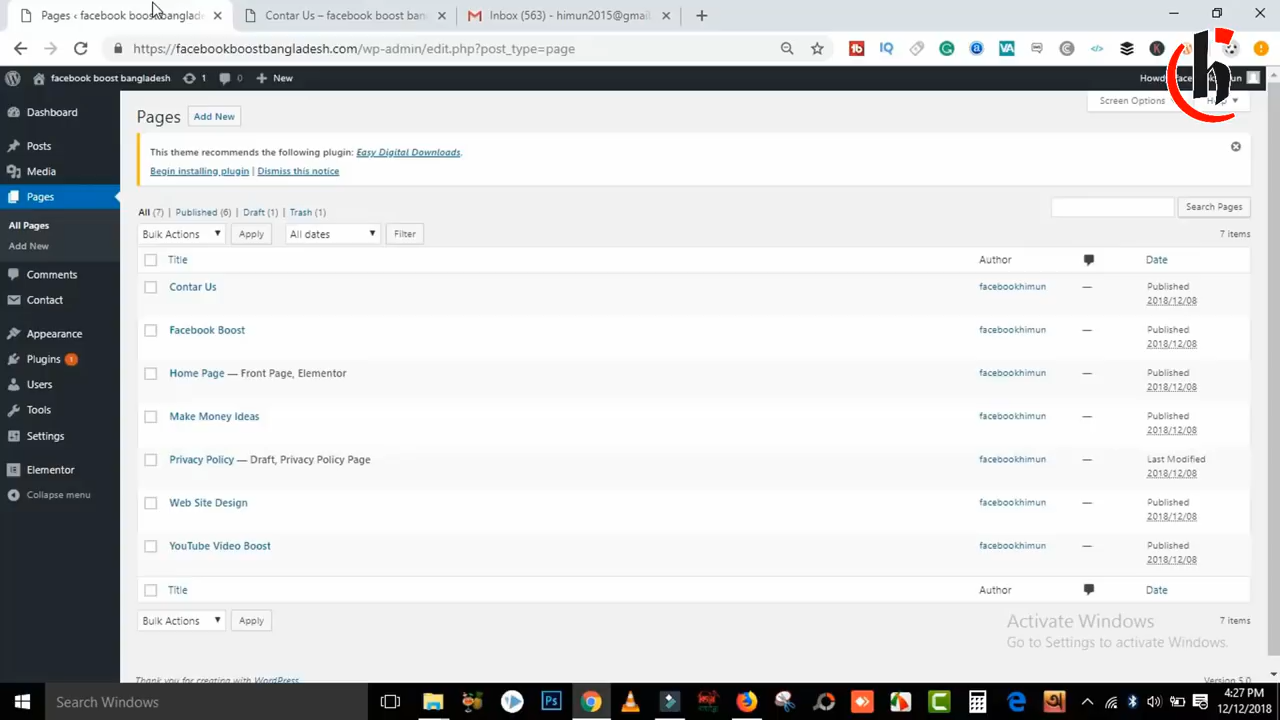 Pages ‹ facebook boost banglad
Contar Us – facebook boost ban
Inbox (563) - himun2015@gmail
https://facebookboostbangladesh.com/wp-admin/edit.php?post_type=page
facebook boost bangladesh
1
0
New
Dashboard
Posts
Media
Pages
All Pages
Add New
Comments
Contact
Appearance
Plugins 1
Users
Tools
Settings
Elementor
Collapse menu
Pages Add New
Screen Options
This theme recommends the following plugin: Easy Digital Downloads.
Begin installing plugin | Dismiss this notice
All (7) | Published (6) | Draft (1) | Trash (1)
Search Pages
Bulk Actions Apply All dates Filter
7 items
Title Author Date
Contar Us facebookhimun — Published 2018/12/08
Facebook Boost facebookhimun — Published 2018/12/08
Home Page — Front Page, Elementor facebookhimun — Published 2018/12/08
Make Money Ideas facebookhimun — Published 2018/12/08
Privacy Policy — Draft, Privacy Policy Page facebookhimun — Last Modified 2018/12/08
Web Site Design facebookhimun — Published 2018/12/08
YouTube Video Boost facebookhimun — Published 2018/12/08
Title Author Date
Bulk Actions Apply
7 items
Activate Windows
Go to Settings to activate Windows.
Thank you for creating with WordPress
Version 5.0
Search Windows
4:27 PM
12/12/2018